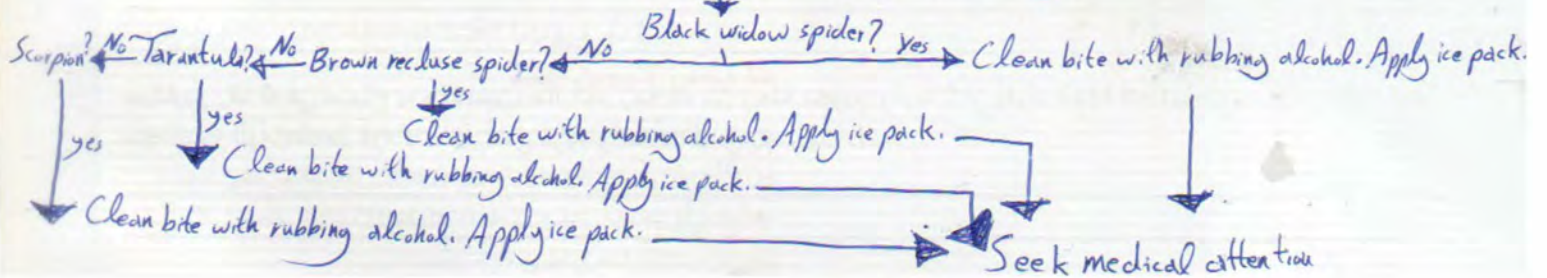 Black widow spider? Yes Clean bite with rubbing alcohol. Apply ice pack.
Scorpion? No Tarantula? No Brown recluse spider? No
yes
Clean bite with rubbing alcohol. Apply ice pack.
yes
Clean bite with rubbing alcohol. Apply ice pack.
yes
Clean bite with rubbing alcohol. Apply ice pack.
Seek medical attention